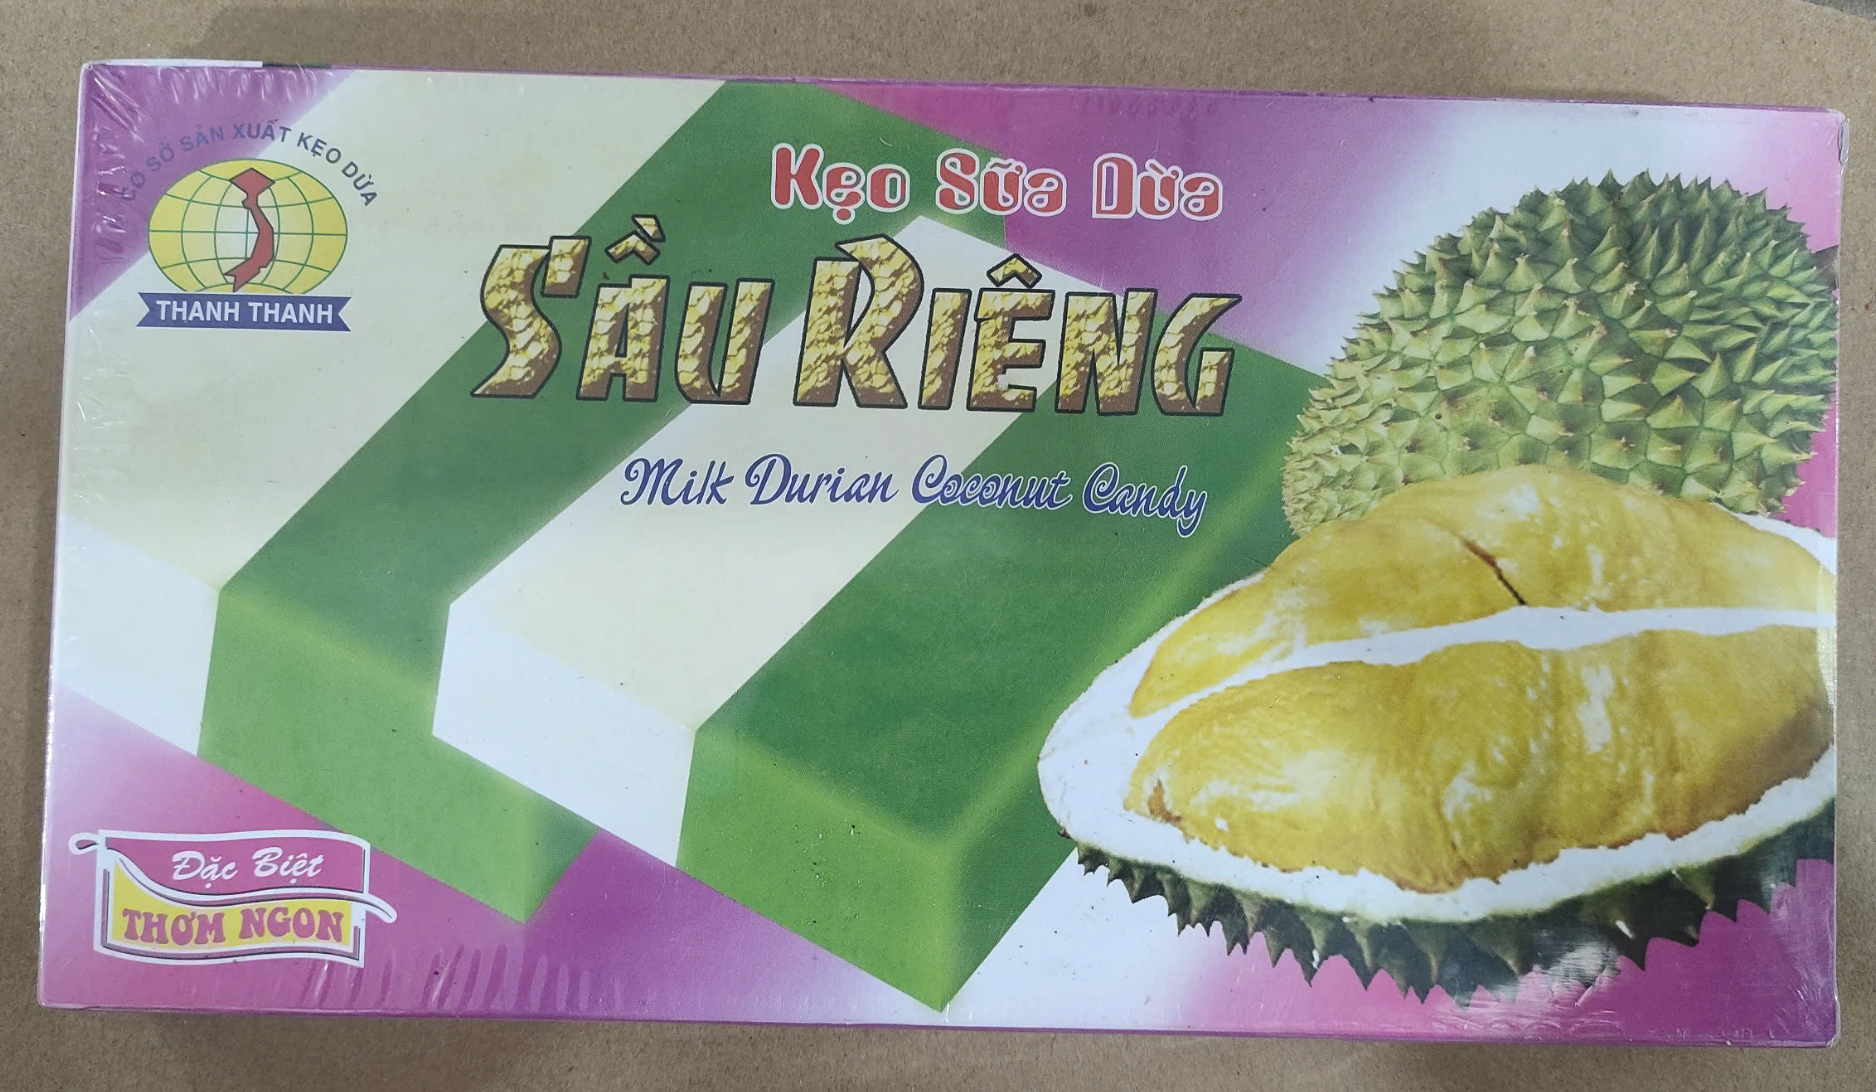 CƠ SỞ SẢN XUẤT KẸO DỪA
THANH THANH
Kẹo Sữa Dừa
SẦU RIÊNG
Milk Durian Coconut Candy
Đặc Biệt
THƠM NGON